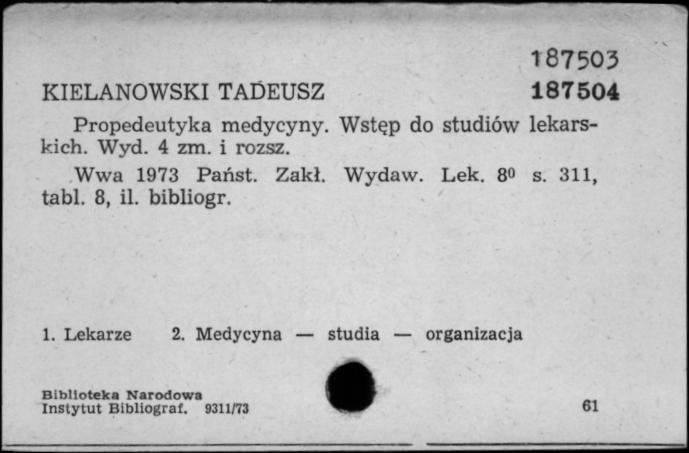 187503
KIELANOWSKI TADEUSZ 187504
Propedeutyka medycyny. Wstęp do studiów lekars-
kich. Wyd. 4 zm. i rozsz.
Wwa 1973 Państ. Zakł. Wydaw. Lek. 8⁰ s. 311,
tabl. 8, il. bibliogr.
1. Lekarze 2. Medycyna — studia — organizacja
Biblioteka Narodowa
Instytut Bibliograf. 9311/73 61